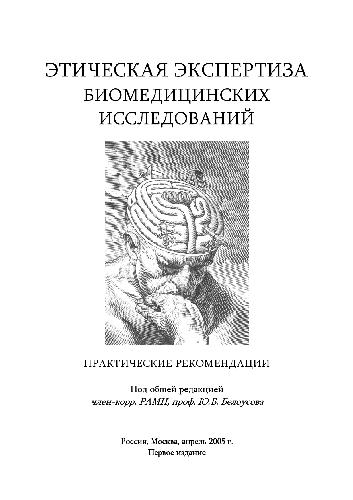 ЭТИЧЕСКАЯ ЭКСПЕРТИЗА
БИОМЕДИЦИНСКИХ
ИССЛЕДОВАНИЙ
ПРАКТИЧЕСКИЕ РЕКОМЕНДАЦИИ
Под общей редакцией
член-корр. РАМН, проф. Ю.Б. Белоусова
Россия, Москва, апрель 2005 г.
Первое издание